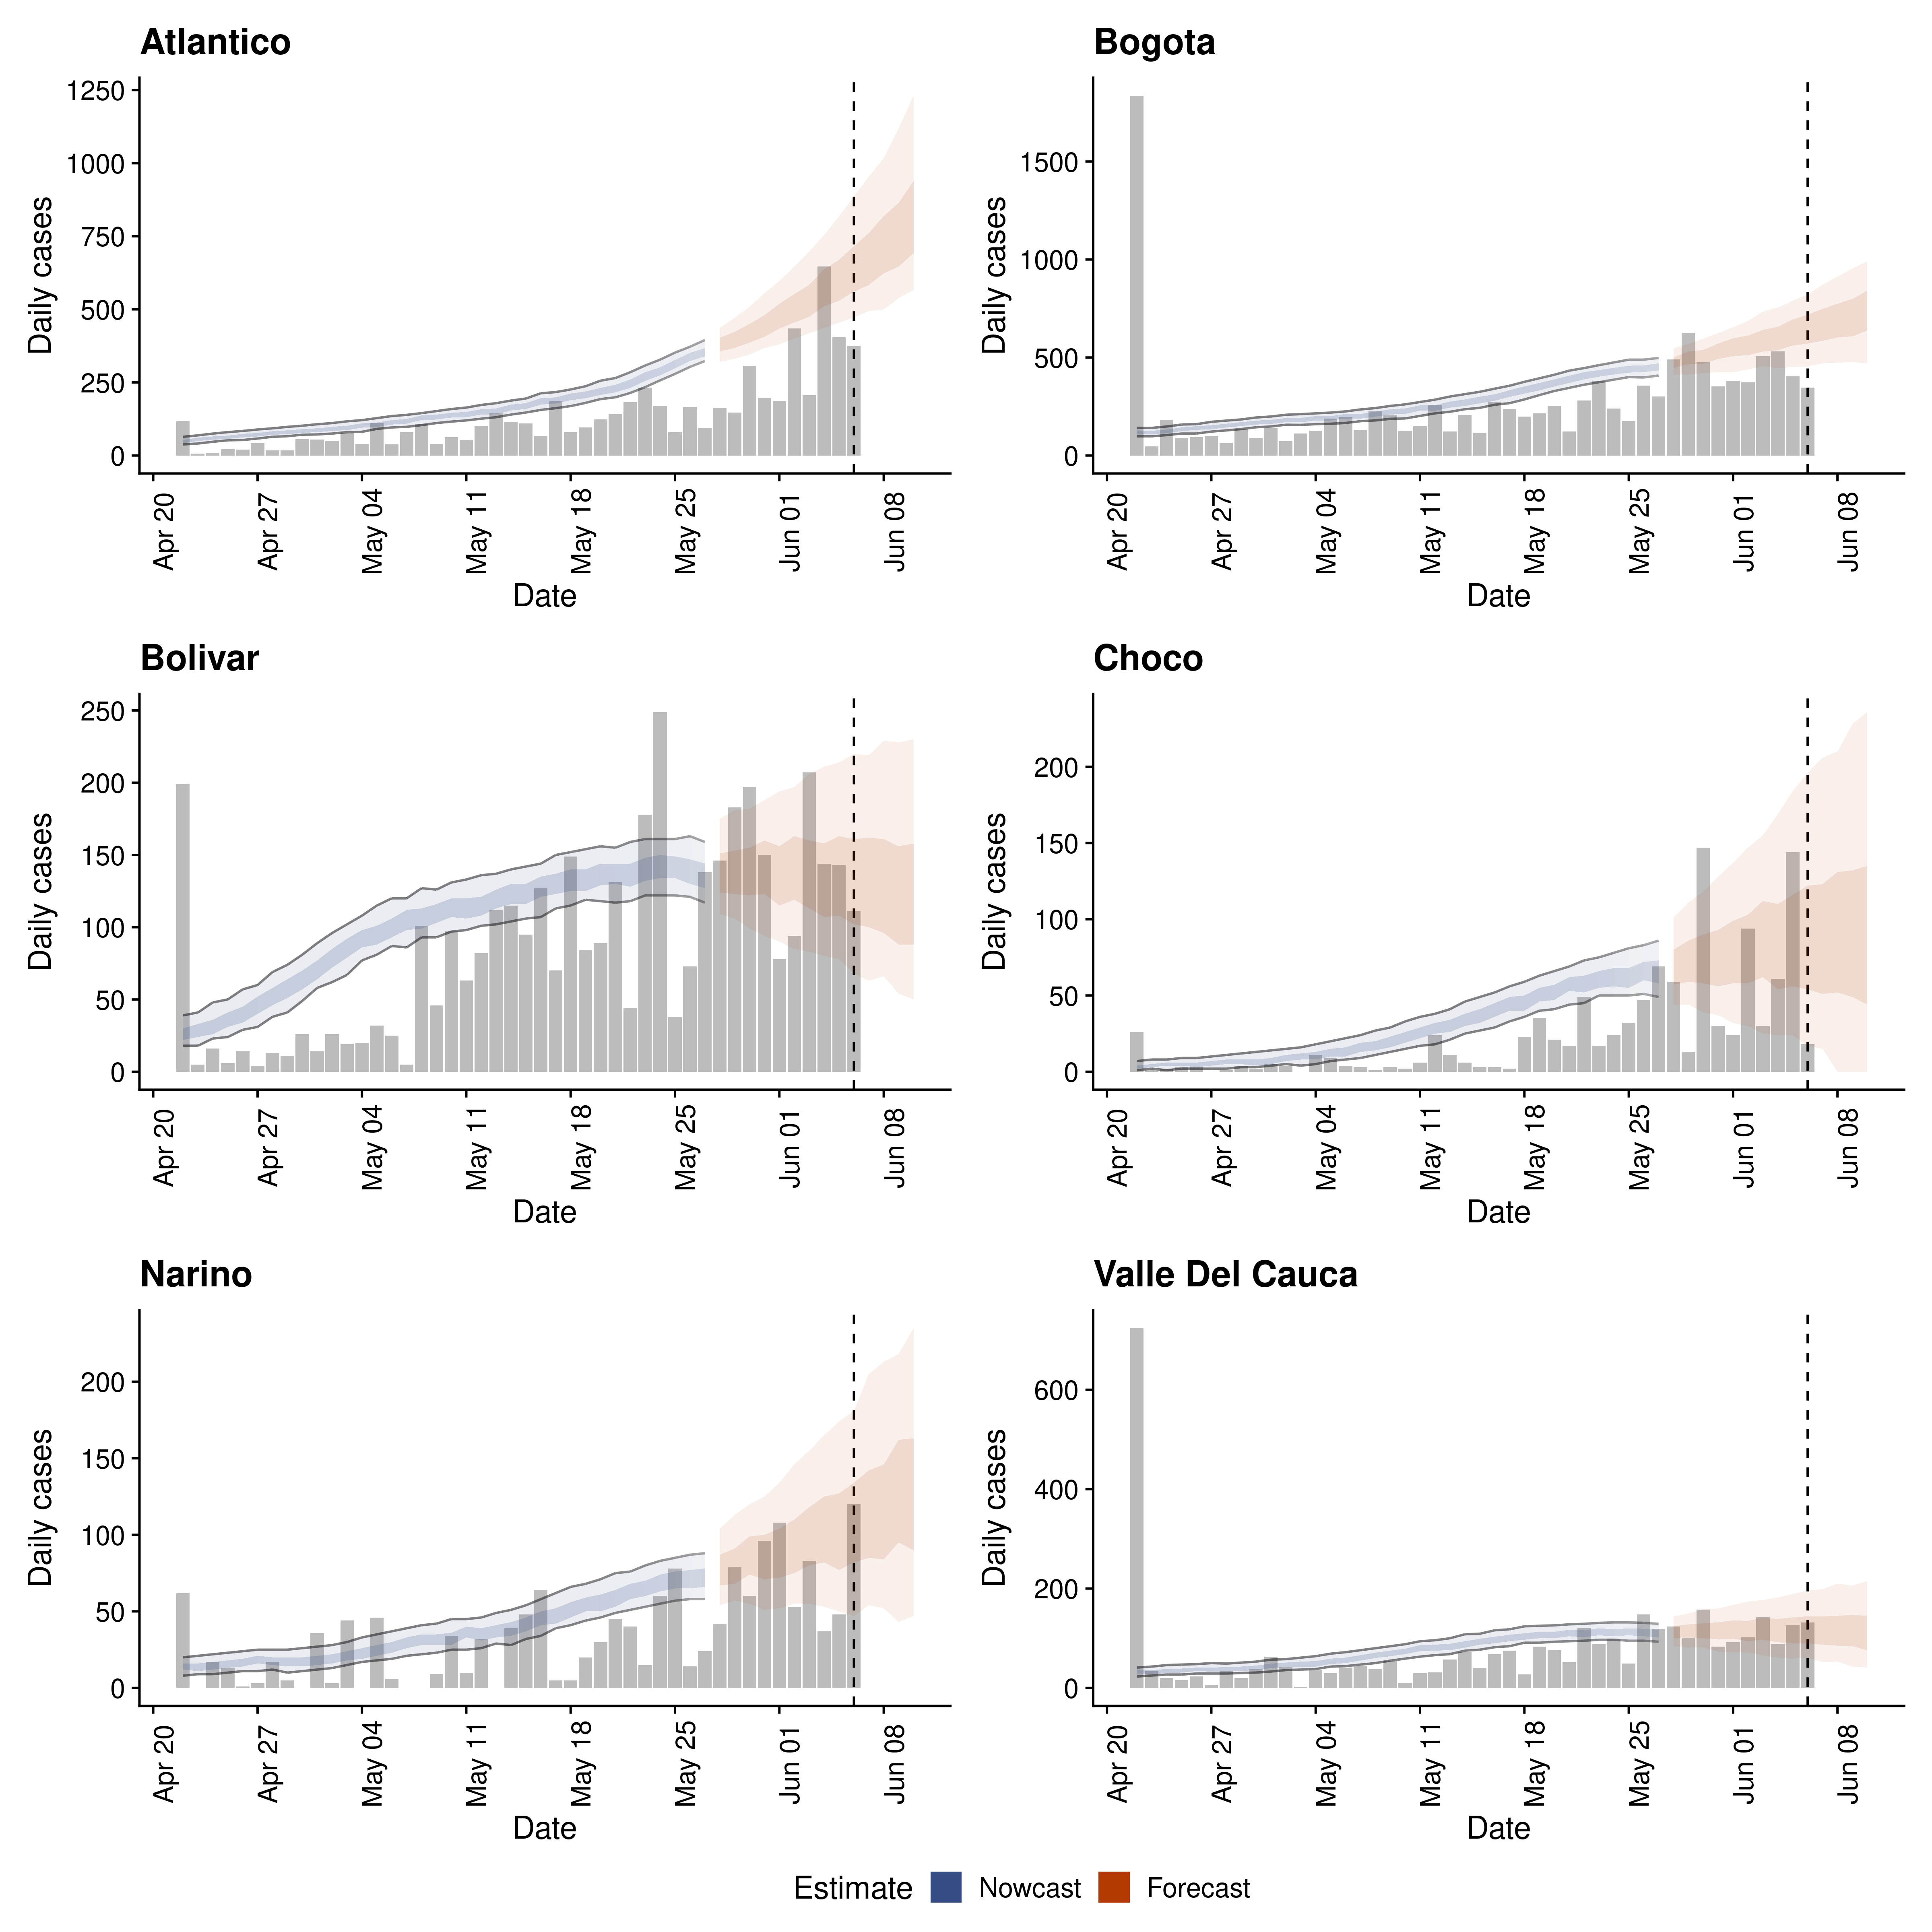 Atlantico
Daily cases
1250
1000
750
500
250
0
Apr 20
Apr 27
May 04
May 11
May 18
May 25
Jun 01
Jun 08
Date
Bogota
Daily cases
1500
1000
500
0
Apr 20
Apr 27
May 04
May 11
May 18
May 25
Jun 01
Jun 08
Date
Bolivar
Daily cases
250
200
150
100
50
0
Apr 20
Apr 27
May 04
May 11
May 18
May 25
Jun 01
Jun 08
Date
Choco
Daily cases
200
150
100
50
0
Apr 20
Apr 27
May 04
May 11
May 18
May 25
Jun 01
Jun 08
Date
Narino
Daily cases
200
150
100
50
0
Apr 20
Apr 27
May 04
May 11
May 18
May 25
Jun 01
Jun 08
Date
Valle Del Cauca
Daily cases
600
400
200
0
Apr 20
Apr 27
May 04
May 11
May 18
May 25
Jun 01
Jun 08
Date
Estimate Nowcast Forecast